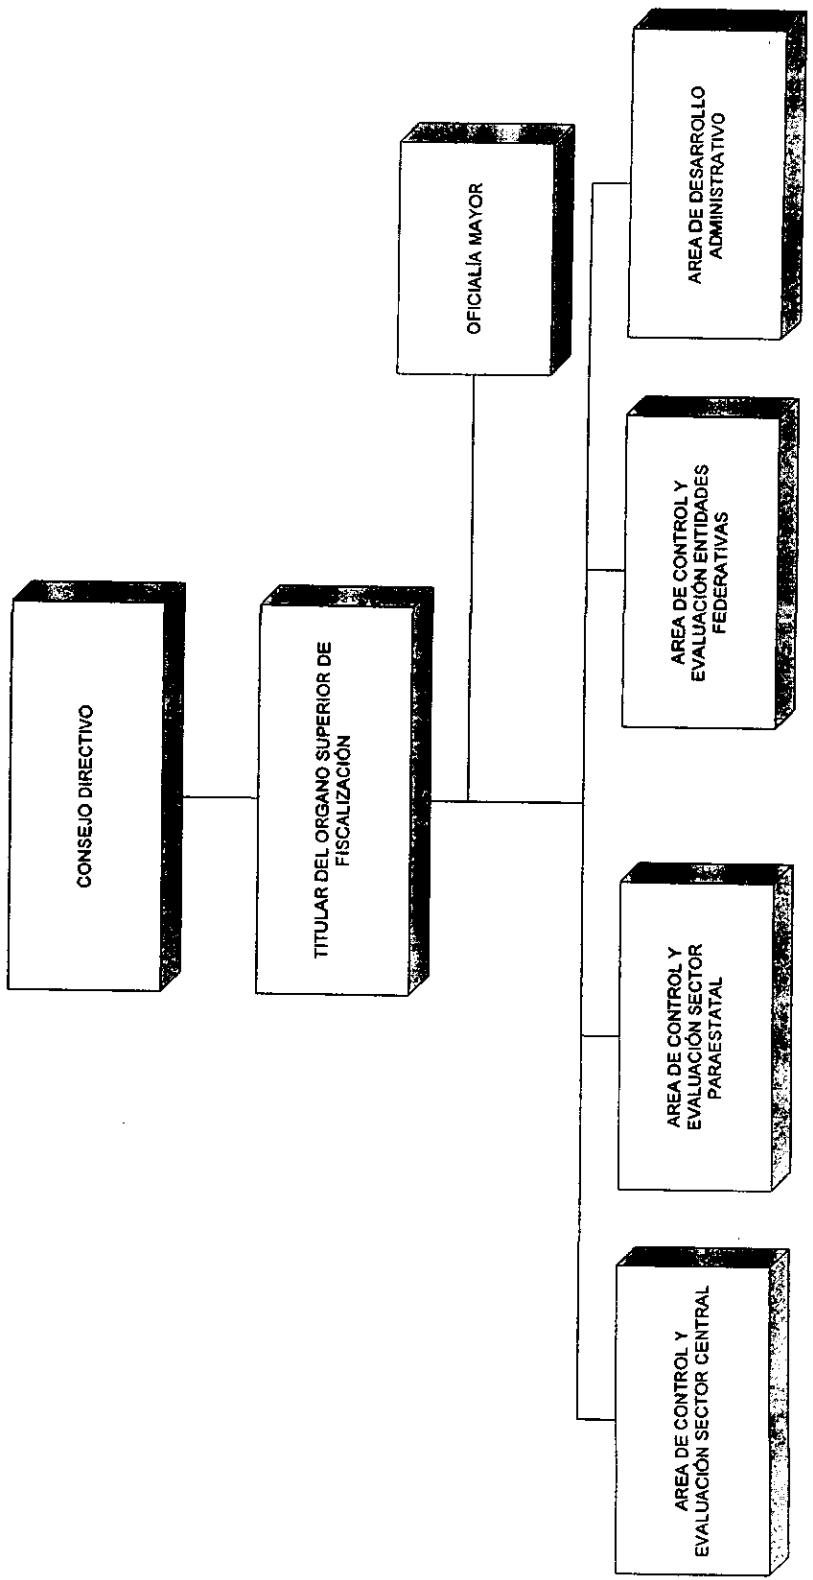 CONSEJO DIRECTIVO
TITULAR DEL ORGANO SUPERIOR DE
FISCALIZACIÓN
OFICIALÍA MAYOR
AREA DE CONTROL Y
EVALUACIÓN SECTOR CENTRAL
AREA DE CONTROL Y
EVALUACIÓN SECTOR
PARAESTATAL
AREA DE CONTROL Y
EVALUACIÓN ENTIDADES
FEDERATIVAS
AREA DE DESARROLLO
ADMINISTRATIVO